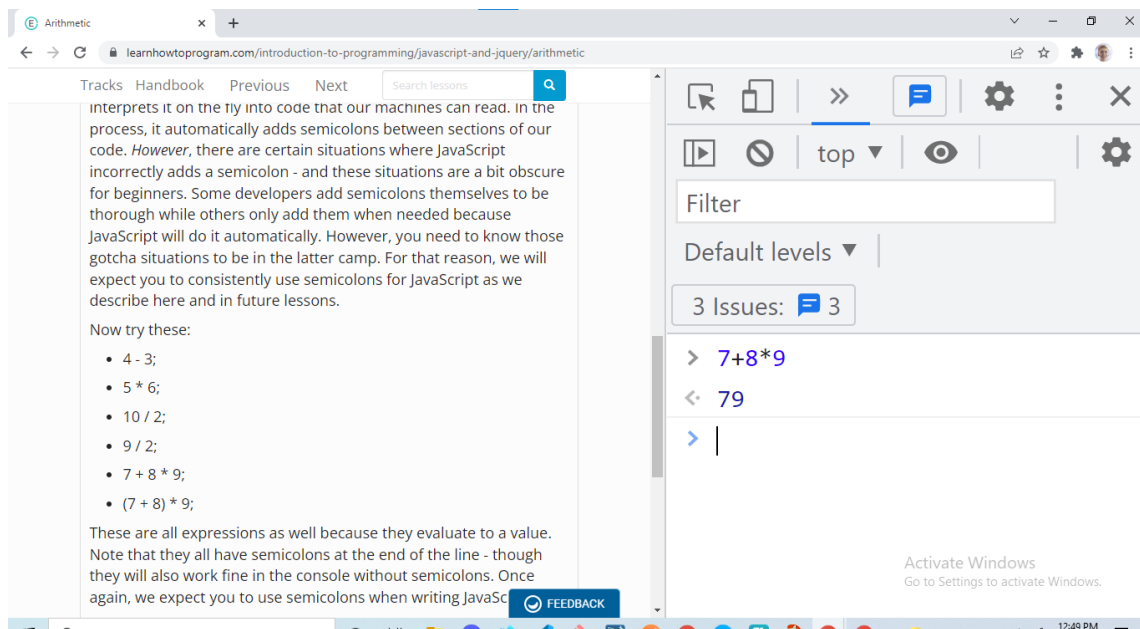 Arithmetic
learnhowtoprogram.com/introduction-to-programming/javascript-and-jquery/arithmetic
Tracks Handbook Previous Next Search lessons
interprets it on the fly into code that our machines can read. In the
process, it automatically adds semicolons between sections of our
code. However, there are certain situations where JavaScript
incorrectly adds a semicolon - and these situations are a bit obscure
for beginners. Some developers add semicolons themselves to be
thorough while others only add them when needed because
JavaScript will do it automatically. However, you need to know those
gotcha situations to be in the latter camp. For that reason, we will
expect you to consistently use semicolons for JavaScript as we
describe here and in future lessons.
Now try these:
• 4 - 3;
• 5 * 6;
• 10 / 2;
• 9 / 2;
• 7 + 8 * 9;
• (7 + 8) * 9;
These are all expressions as well because they evaluate to a value.
Note that they all have semicolons at the end of the line - though
they will also work fine in the console without semicolons. Once
again, we expect you to use semicolons when writing JavaSc
FEEDBACK
top
Filter
Default levels
3 Issues: 3
> 7+8*9
79
>
Activate Windows
Go to Settings to activate Windows.
12:49 PM